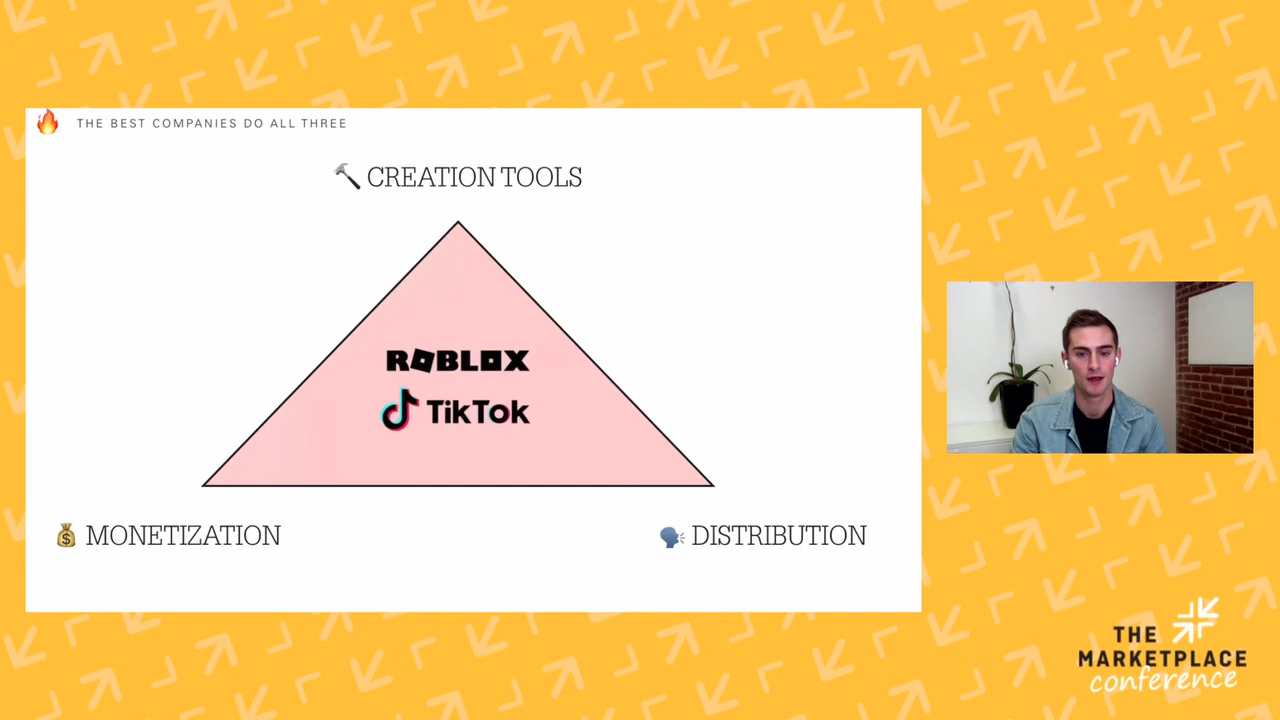 THE BEST COMPANIES DO ALL THREE
CREATION TOOLS
ROBLOX
TikTok
MONETIZATION
DISTRIBUTION
THE
MARKETPLACE
conference